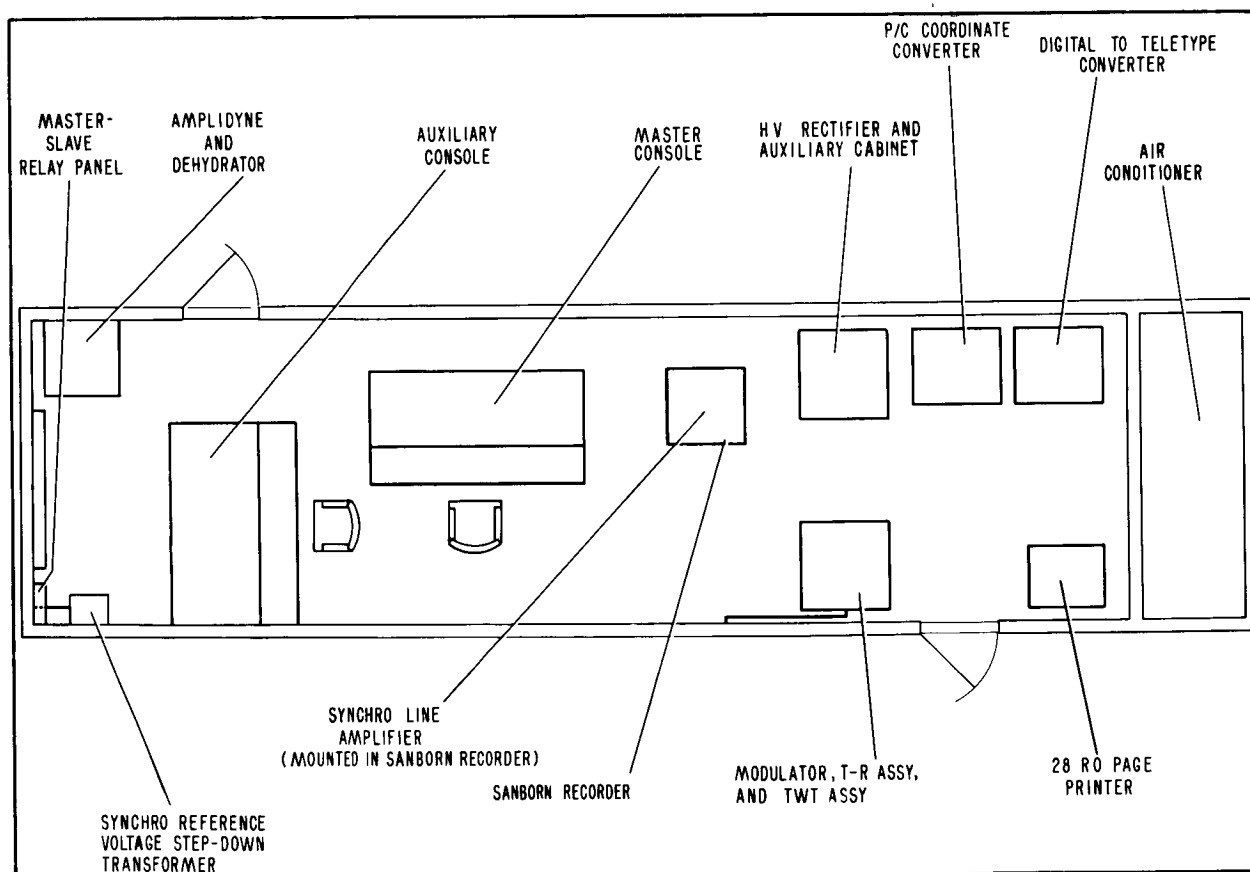 P/C COORDINATE
CONVERTER
DIGITAL TO TELETYPE
CONVERTER
MASTER-
SLAVE
RELAY PANEL
AMPLIDYNE
AND
DEHYDRATOR
AUXILIARY
CONSOLE
MASTER
CONSOLE
HV RECTIFIER AND
AUXILIARY CABINET
AIR
CONDITIONER
SYNCHRO LINE
AMPLIFIER
(MOUNTED IN SANBORN RECORDER)
SANBORN RECORDER
MODULATOR, T-R ASSY,
AND TWT ASSY
28 RO PAGE
PRINTER
SYNCHRO REFERENCE
VOLTAGE STEP-DOWN
TRANSFORMER